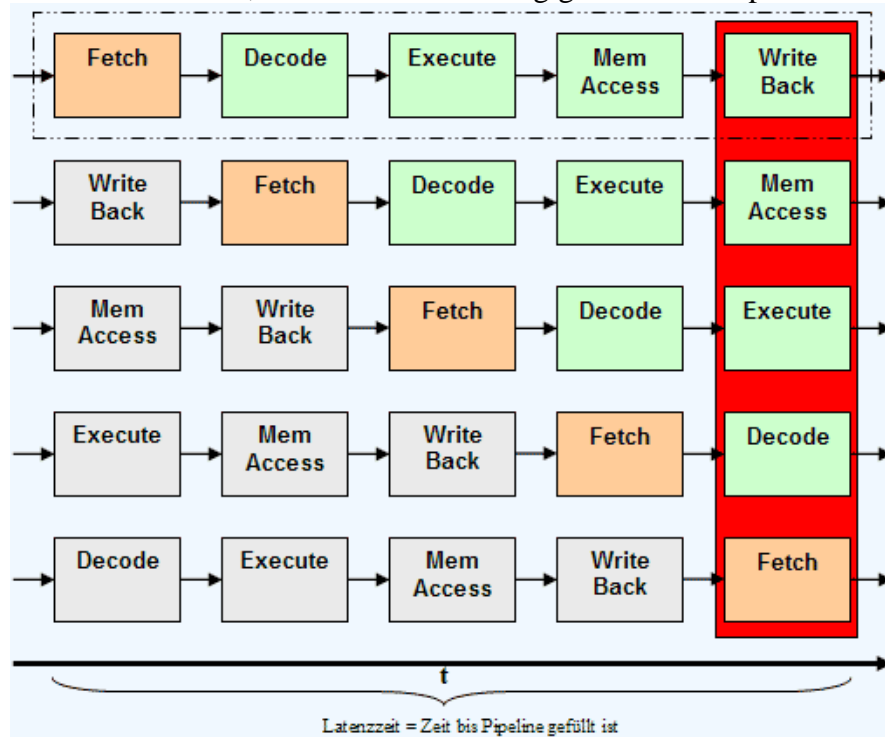 Fetch Decode Execute Mem Write
Access Back
Write Fetch Decode Execute Mem
Back Access
Mem Write Fetch Decode Execute
Access Back
Execute Mem Write Fetch Decode
Access Back
Decode Execute Mem Write Fetch
Access Back
t
Latenzzeit = Zeit bis Pipeline gefüllt ist